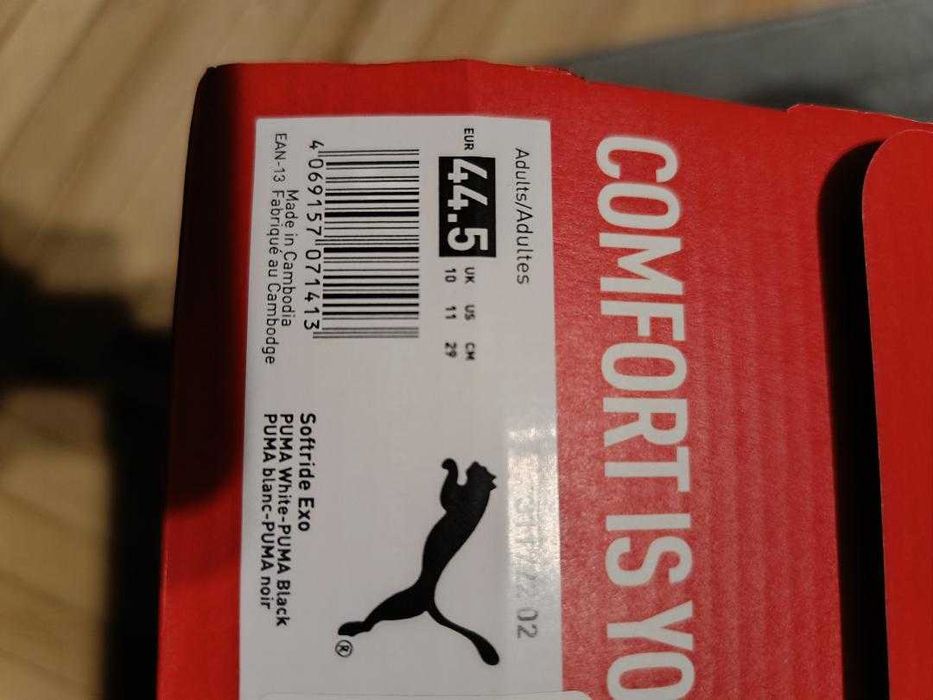 COMFORT IS YO
Adults/Adultes
EUR 44.5
UK US CM
10 11 29
4 069157 071413
EAN-13 Made in Cambodia
Fabriqué au Cambodge
Softride Exo
PUMA White-PUMA Black
PUMA blanc-PUMA noir
®
02